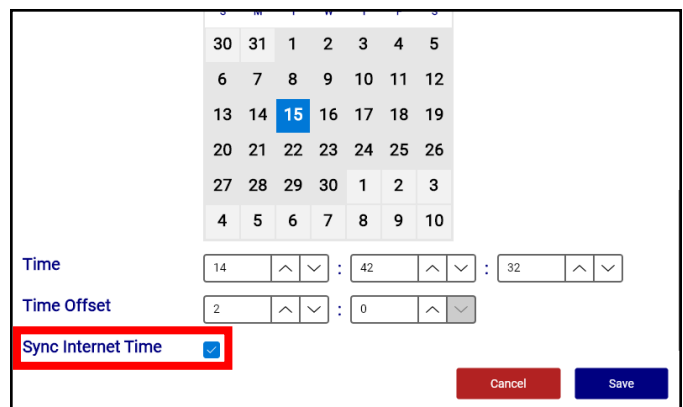 S M T W T F S
30 31 1 2 3 4 5
6 7 8 9 10 11 12
13 14 15 16 17 18 19
20 21 22 23 24 25 26
27 28 29 30 1 2 3
4 5 6 7 8 9 10
Time 14 : 42 : 32
Time Offset 2 : 0
Sync Internet Time
Cancel Save